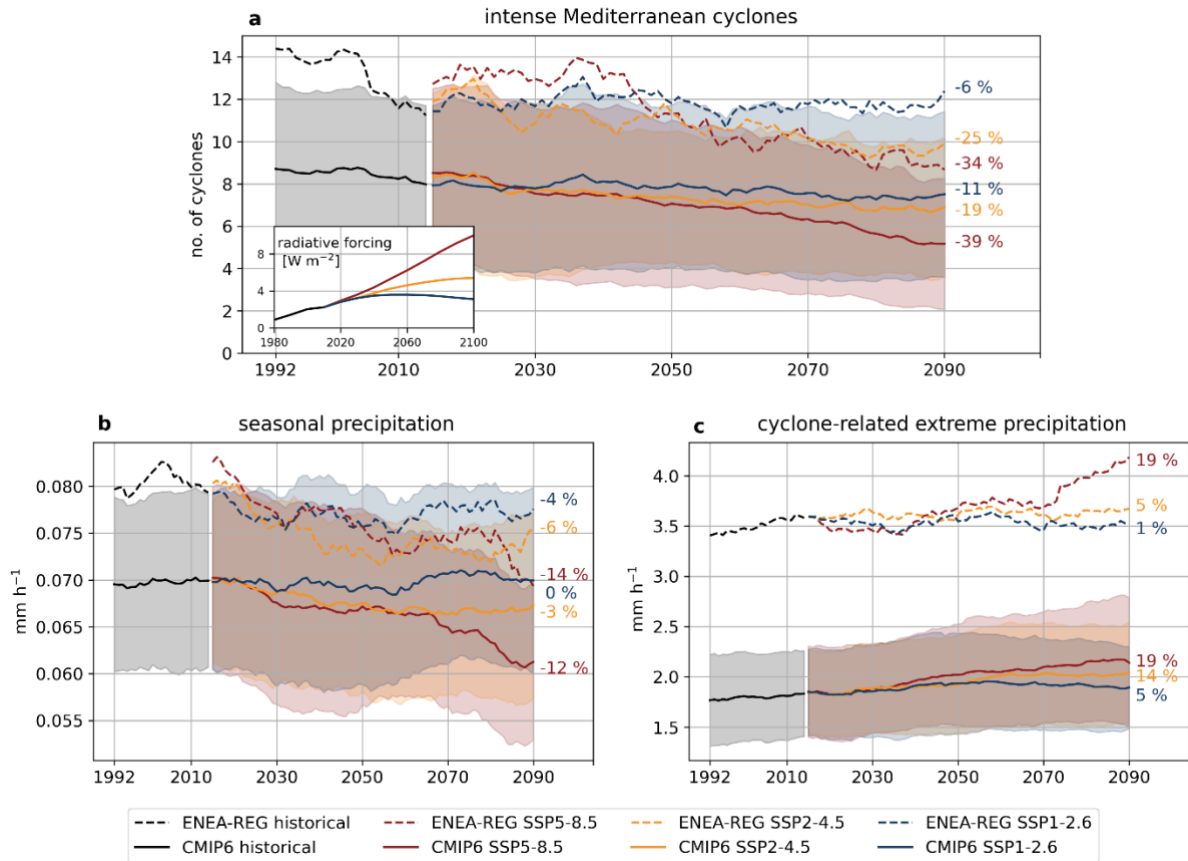 a intense Mediterranean cyclones
no. of cyclones
14
12
10
8
6
4
2
0
1992 2010 2030 2050 2070 2090
-6 %
-25 %
-34 %
-11 %
-19 %
-39 %
radiative forcing
[W m⁻²]
8
4
0
1980 2020 2060 2100
b seasonal precipitation
mm h⁻¹
0.080
0.075
0.070
0.065
0.060
0.055
1992 2010 2030 2050 2070 2090
-4 %
-6 %
-14 %
0 %
-3 %
-12 %
c cyclone-related extreme precipitation
mm h⁻¹
4.0
3.5
3.0
2.5
2.0
1.5
1992 2010 2030 2050 2070 2090
19 %
5 %
1 %
19 %
14 %
5 %
ENEA-REG historical ENEA-REG SSP5-8.5 ENEA-REG SSP2-4.5 ENEA-REG SSP1-2.6
CMIP6 historical CMIP6 SSP5-8.5 CMIP6 SSP2-4.5 CMIP6 SSP1-2.6